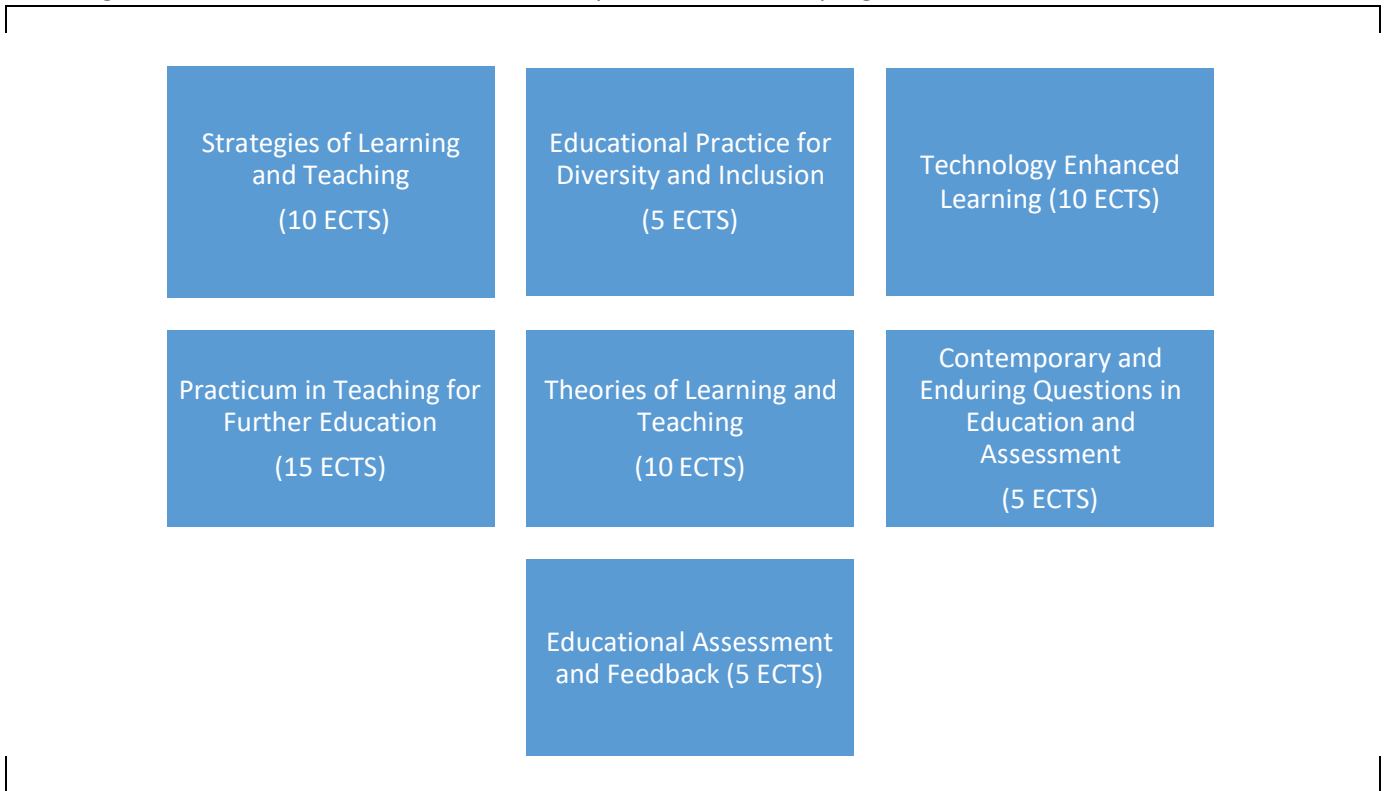 Strategies of Learning
and Teaching
(10 ECTS)
Educational Practice for
Diversity and Inclusion
(5 ECTS)
Technology Enhanced
Learning (10 ECTS)
Practicum in Teaching for
Further Education
(15 ECTS)
Theories of Learning and
Teaching
(10 ECTS)
Contemporary and
Enduring Questions in
Education and
Assessment
(5 ECTS)
Educational Assessment
and Feedback (5 ECTS)